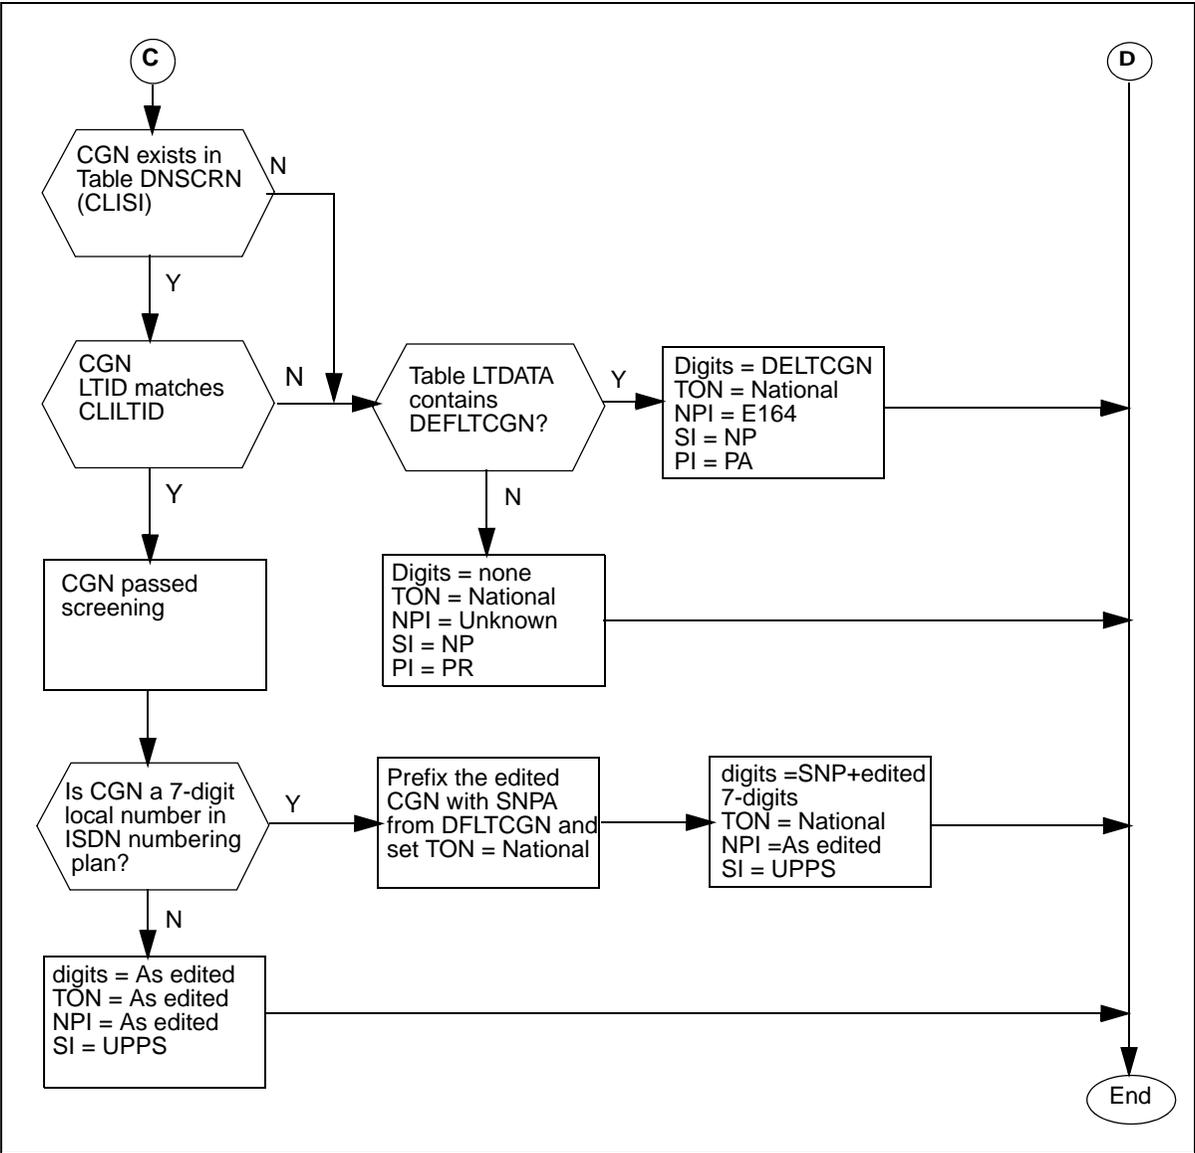 C
D
CGN exists in
Table DNSCRN
(CLISI)
N
Y
CGN
LTID matches
CLILTID
N
Table LTDATA
contains
DEFLTCGN?
Y
Digits = DELTCGN
TON = National
NPI = E164
SI = NP
PI = PA
Y
N
CGN passed
screening
Digits = none
TON = National
NPI = Unknown
SI = NP
PI = PR
Is CGN a 7-digit
local number in
ISDN numbering
plan?
Y
Prefix the edited
CGN with SNPA
from DFLTCGN and
set TON = National
digits =SNP+edited
7-digits
TON = National
NPI =As edited
SI = UPPS
N
digits = As edited
TON = As edited
NPI = As edited
SI = UPPS
End